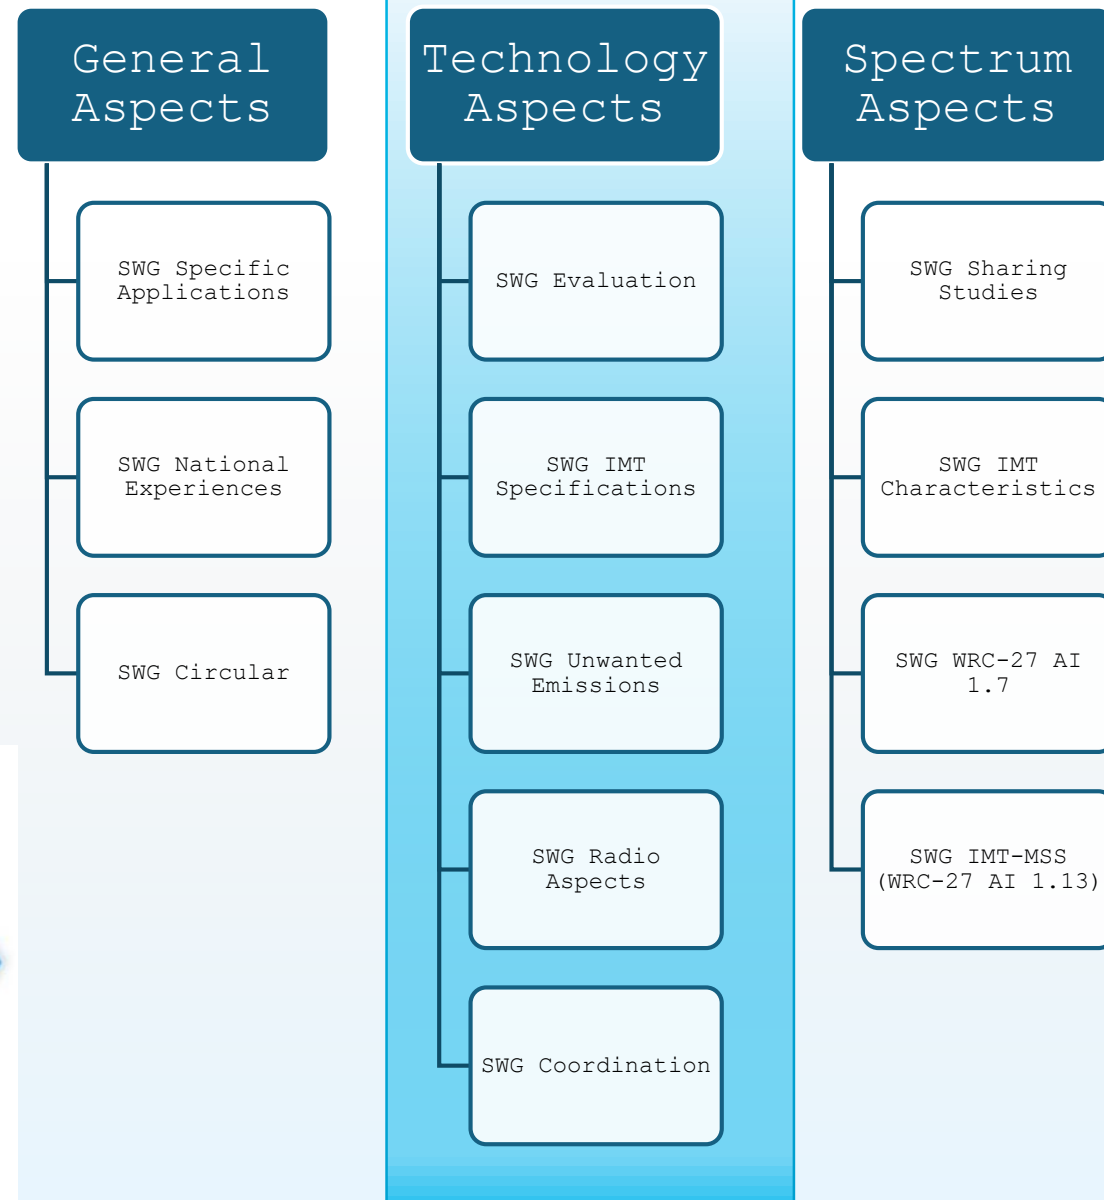 General
Aspects
SWG Specific
Applications
SWG National
Experiences
SWG Circular
Technology
Aspects
SWG Evaluation
SWG IMT
Specifications
SWG Unwanted
Emissions
SWG Radio
Aspects
SWG Coordination
Spectrum
Aspects
SWG Sharing
Studies
SWG IMT
Characteristics
SWG WRC-27 AI
1.7
SWG IMT-MSS
(WRC-27 AI 1.13)